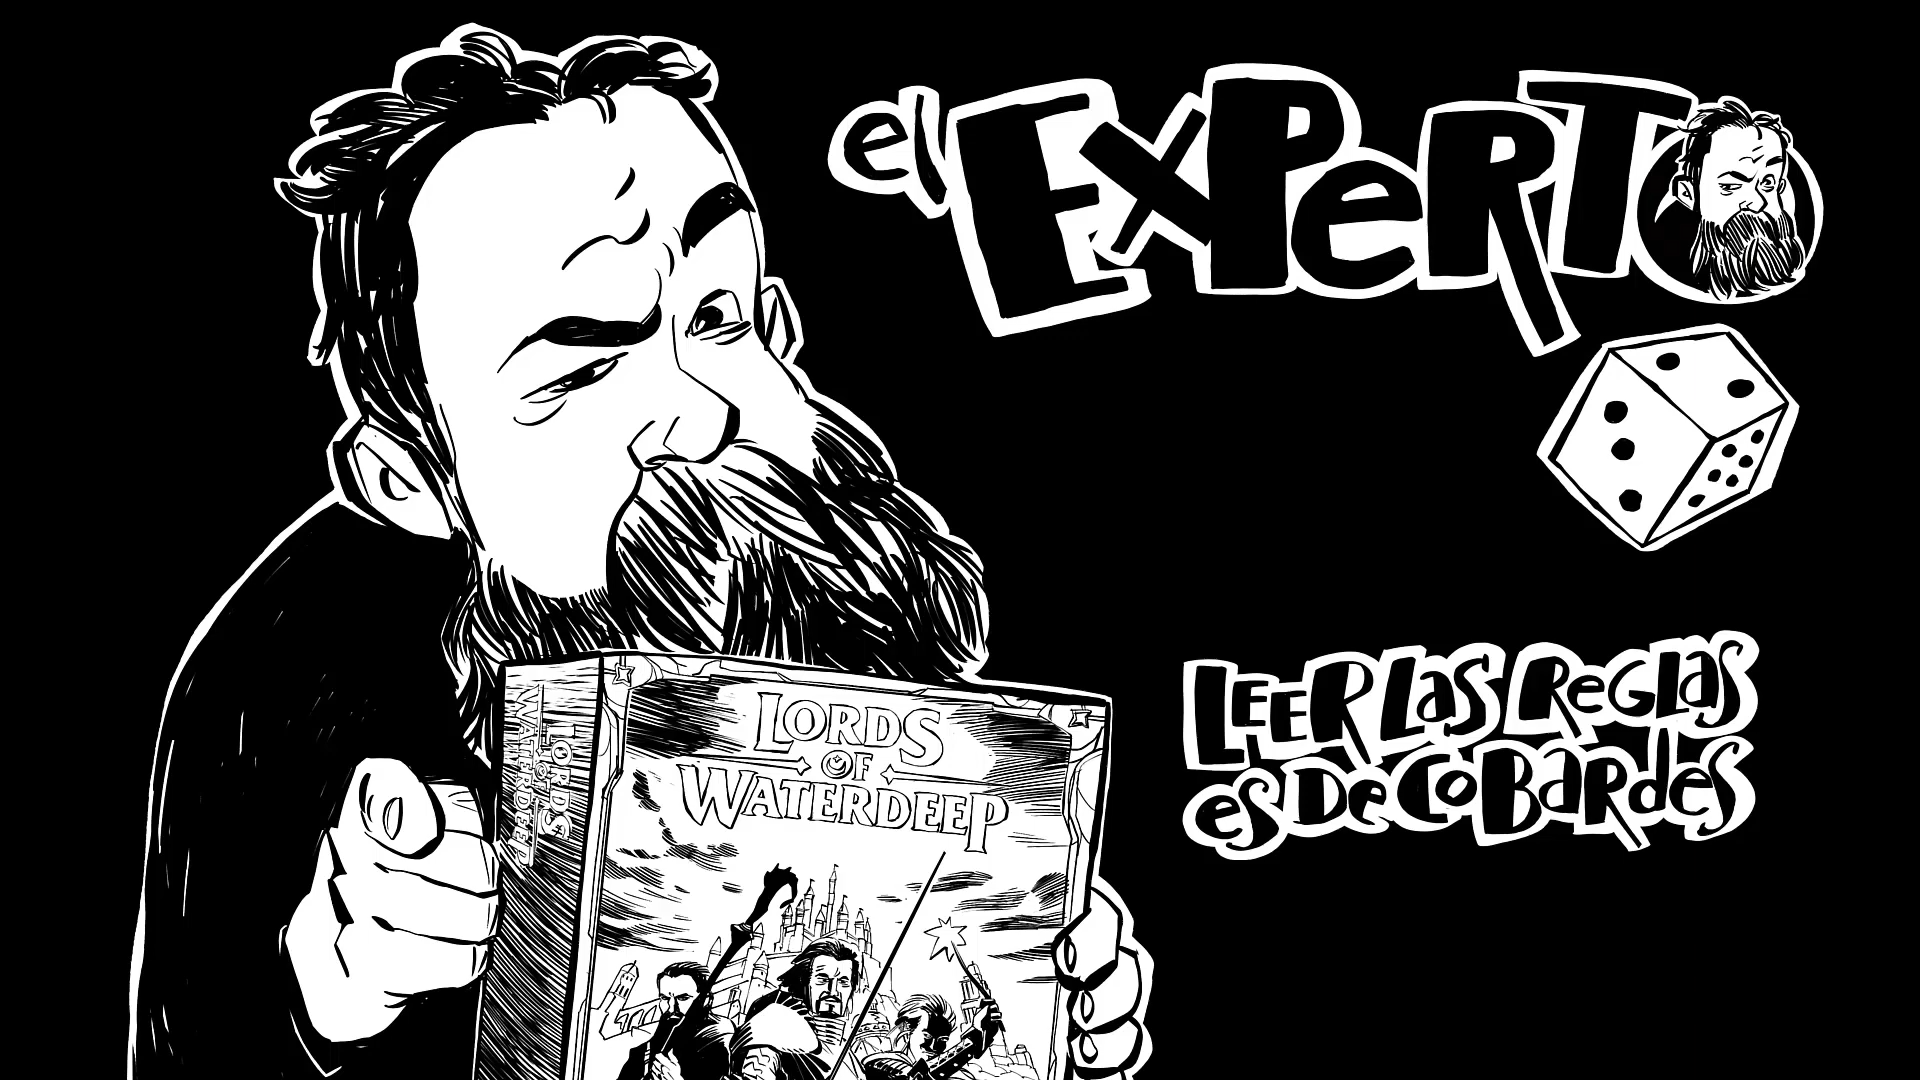 el EXPERTO
LEER LAS REGLAS
es De CoBARdes
LORDS
OF
WATERDEEP
LORDS
OF
WATERDEEP